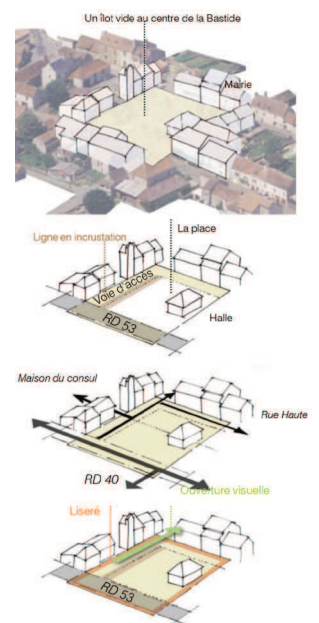 Un îlot vide au centre de la Bastide
Mairie
La place
Ligne en incrustation
Voie d'accès
Halle
RD 53
Maison du consul
Rue Haute
RD 40
Ouverture visuelle
Liseré
RD 53